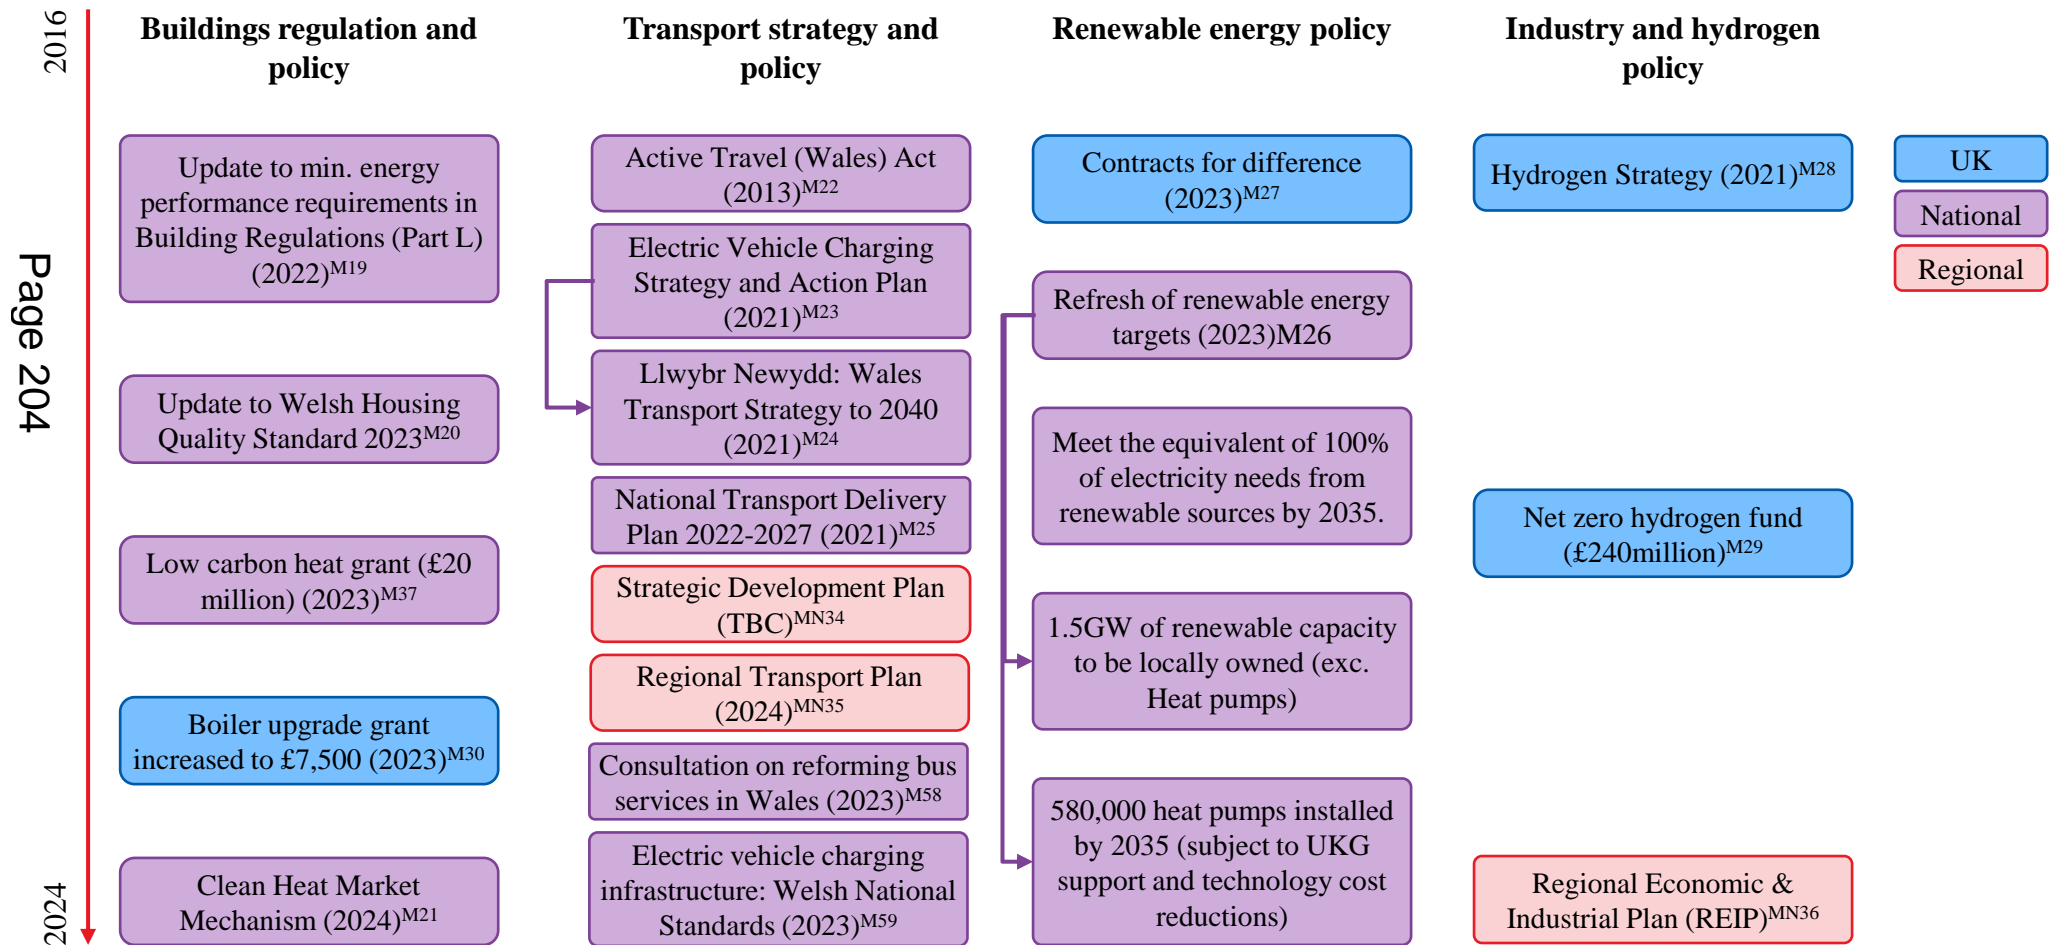 2016
2024
Page 204
Buildings regulation and
policy
Update to min. energy
performance requirements in
Building Regulations (Part L)
(2022)M19
Update to Welsh Housing
Quality Standard 2023M20
Low carbon heat grant (£20
million) (2023)M37
Boiler upgrade grant
increased to £7,500 (2023)M30
Clean Heat Market
Mechanism (2024)M21
Transport strategy and
policy
Active Travel (Wales) Act
(2013)M22
Electric Vehicle Charging
Strategy and Action Plan
(2021)M23
Llwybr Newydd: Wales
Transport Strategy to 2040
(2021)M24
National Transport Delivery
Plan 2022-2027 (2021)M25
Strategic Development Plan
(TBC)MN34
Regional Transport Plan
(2024)MN35
Consultation on reforming bus
services in Wales (2023)M58
Electric vehicle charging
infrastructure: Welsh National
Standards (2023)M59
Renewable energy policy
Contracts for difference
(2023)M27
Refresh of renewable energy
targets (2023)M26
Meet the equivalent of 100%
of electricity needs from
renewable sources by 2035.
1.5GW of renewable capacity
to be locally owned (exc.
Heat pumps)
580,000 heat pumps installed
by 2035 (subject to UKG
support and technology cost
reductions)
Industry and hydrogen
policy
Hydrogen Strategy (2021)M28
Net zero hydrogen fund
(£240million)M29
Regional Economic &
Industrial Plan (REIP)MN36
UK
National
Regional